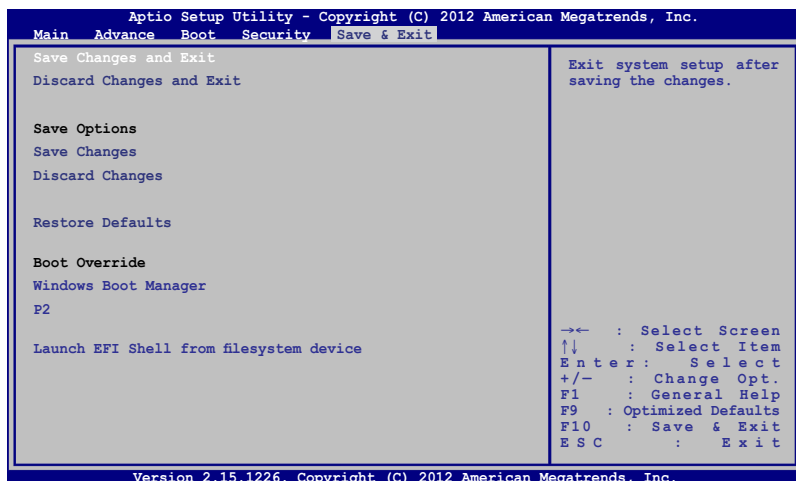 Aptio Setup Utility - Copyright (C) 2012 American Megatrends, Inc.
Main Advance Boot Security Save & Exit
Save Changes and Exit
Discard Changes and Exit
Save Options
Save Changes
Discard Changes
Restore Defaults
Boot Override
Windows Boot Manager
P2
Launch EFI Shell from filesystem device
Exit system setup after
saving the changes.
→← : Select Screen
↑↓ : Select Item
Enter: Select
+/— : Change Opt.
F1 : General Help
F9 : Optimized Defaults
F10 : Save & Exit
ESC : Exit
Version 2.15.1226. Copyright (C) 2012 American Megatrends, Inc.